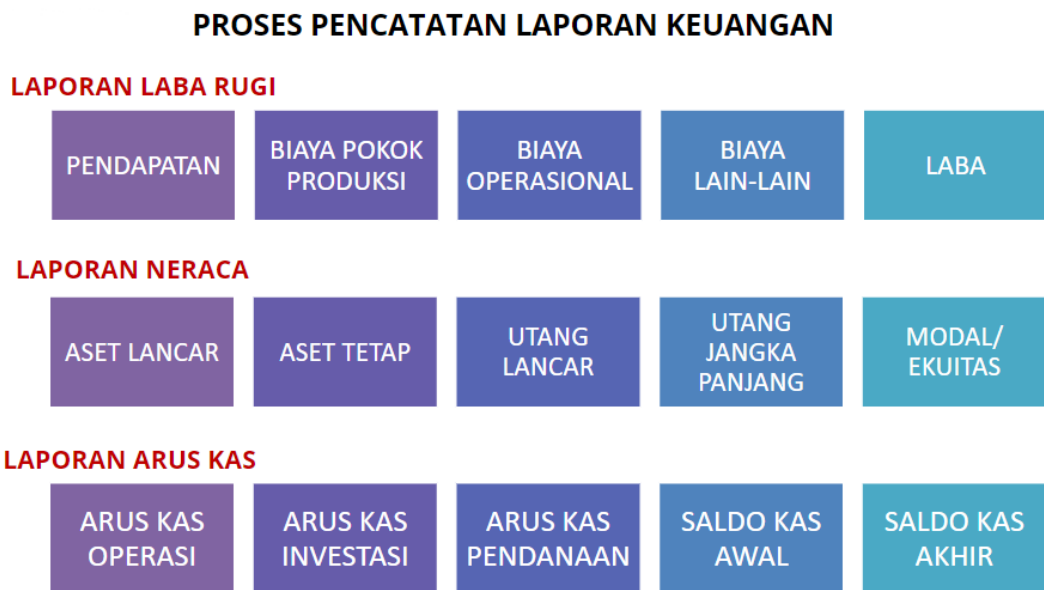 PROSES PENCATATAN LAPORAN KEUANGAN
LAPORAN LABA RUGI
PENDAPATAN
BIAYA POKOK
PRODUKSI
BIAYA
OPERASIONAL
BIAYA
LAIN-LAIN
LABA
LAPORAN NERACA
ASET LANCAR
ASET TETAP
UTANG
LANCAR
UTANG
JANGKA
PANJANG
MODAL/
EKUITAS
LAPORAN ARUS KAS
ARUS KAS
OPERASI
ARUS KAS
INVESTASI
ARUS KAS
PENDANAAN
SALDO KAS
AWAL
SALDO KAS
AKHIR